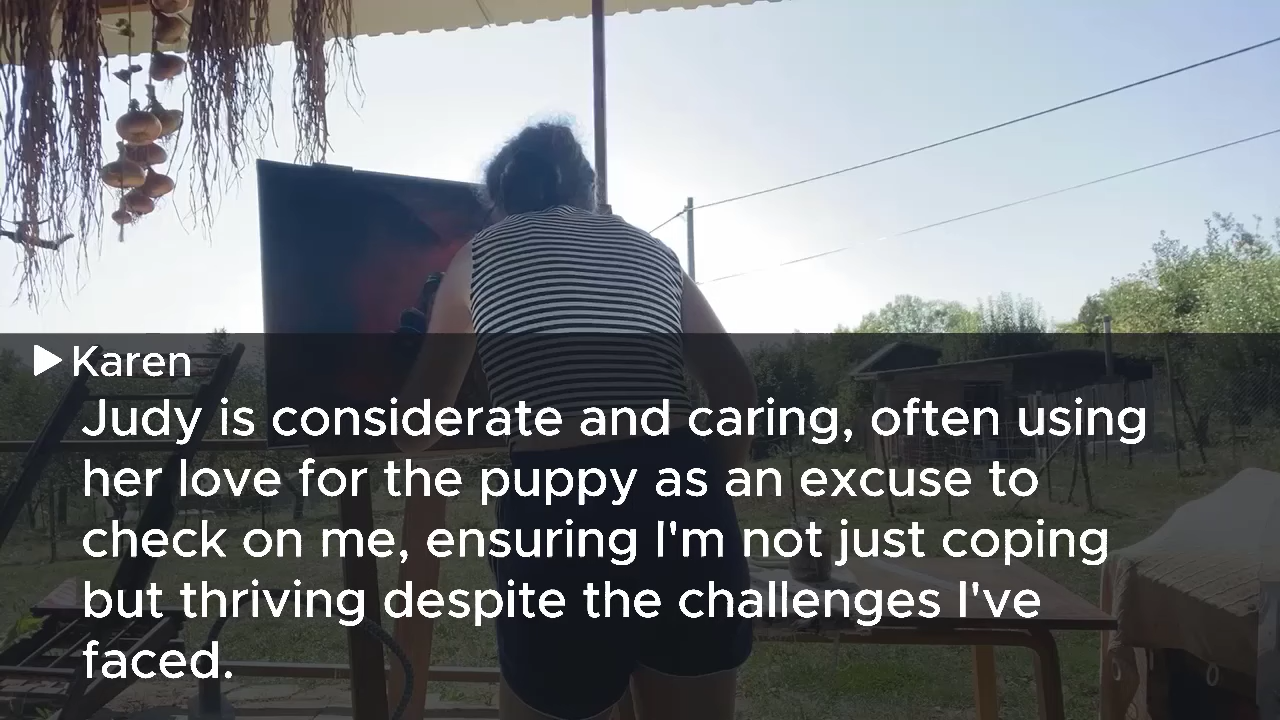 Karen
Judy is considerate and caring, often using
her love for the puppy as an excuse to
check on me, ensuring I'm not just coping
but thriving despite the challenges I've
faced.